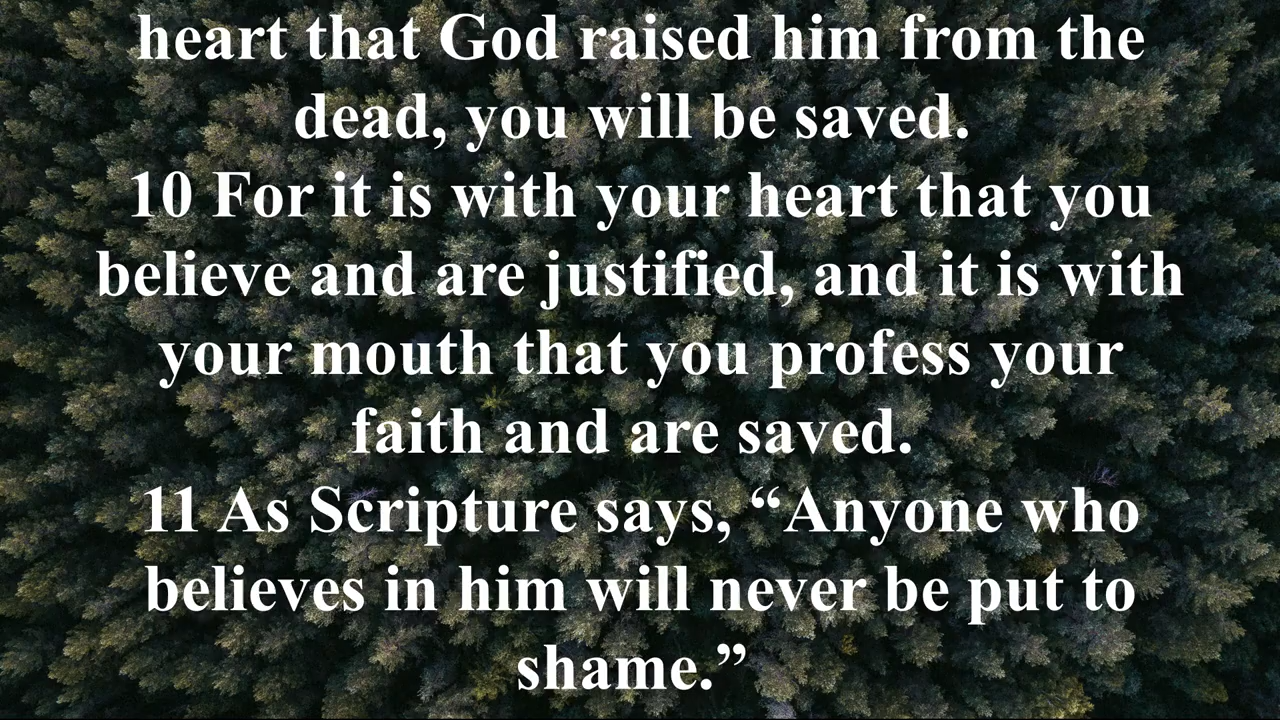 heart that God raised him from the
dead, you will be saved.
10 For it is with your heart that you
believe and are justified, and it is with
your mouth that you profess your
faith and are saved.
11 As Scripture says, “Anyone who
believes in him will never be put to
shame.”